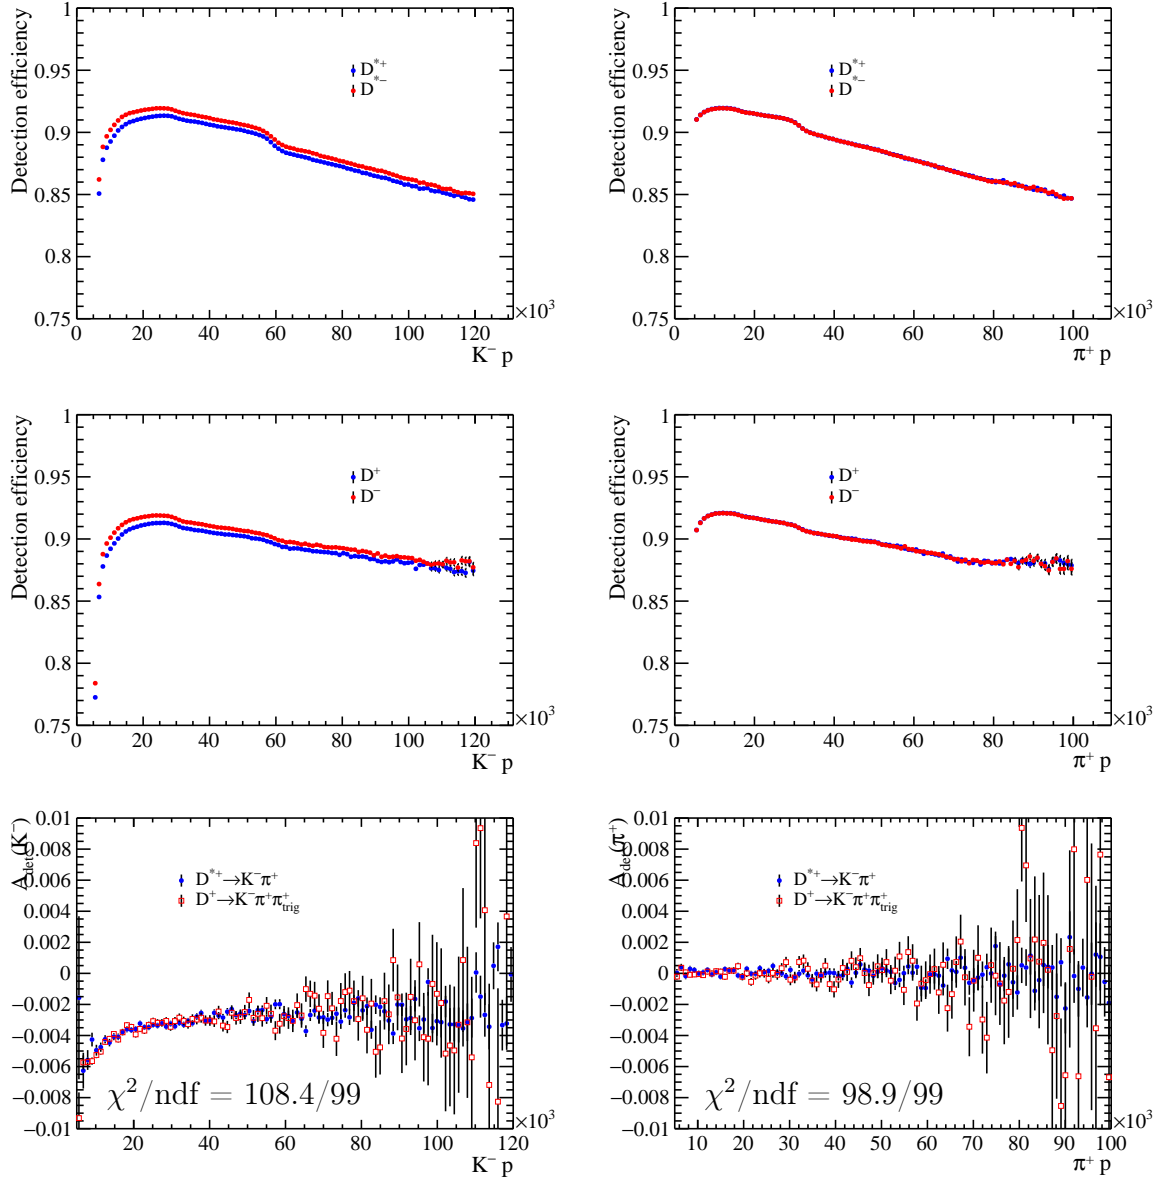 Detection efficiency
1
0.95
0.9
0.85
0.8
0.75
D*+
D*−
0 20 40 60 80 100 120
×10³
K⁻ p
Detection efficiency
1
0.95
0.9
0.85
0.8
0.75
D*+
D*−
0 20 40 60 80 100
×10³
π⁺ p
Detection efficiency
1
0.95
0.9
0.85
0.8
0.75
D⁺
D⁻
0 20 40 60 80 100 120
×10³
K⁻ p
Detection efficiency
1
0.95
0.9
0.85
0.8
0.75
D⁺
D⁻
0 20 40 60 80 100
×10³
π⁺ p
A_det(K⁻)
0.01
0.008
0.006
0.004
0.002
0
−0.002
−0.004
−0.006
−0.008
−0.01
D*+→K⁻π⁺
D⁺→K⁻π⁺π⁺_trig
χ²/ndf = 108.4/99
20 40 60 80 100 120
×10³
K⁻ p
A_det(π⁺)
0.01
0.008
0.006
0.004
0.002
0
−0.002
−0.004
−0.006
−0.008
−0.01
D*+→K⁻π⁺
D⁺→K⁻π⁺π⁺_trig
χ²/ndf = 98.9/99
10 20 30 40 50 60 70 80 90 100
×10³
π⁺ p